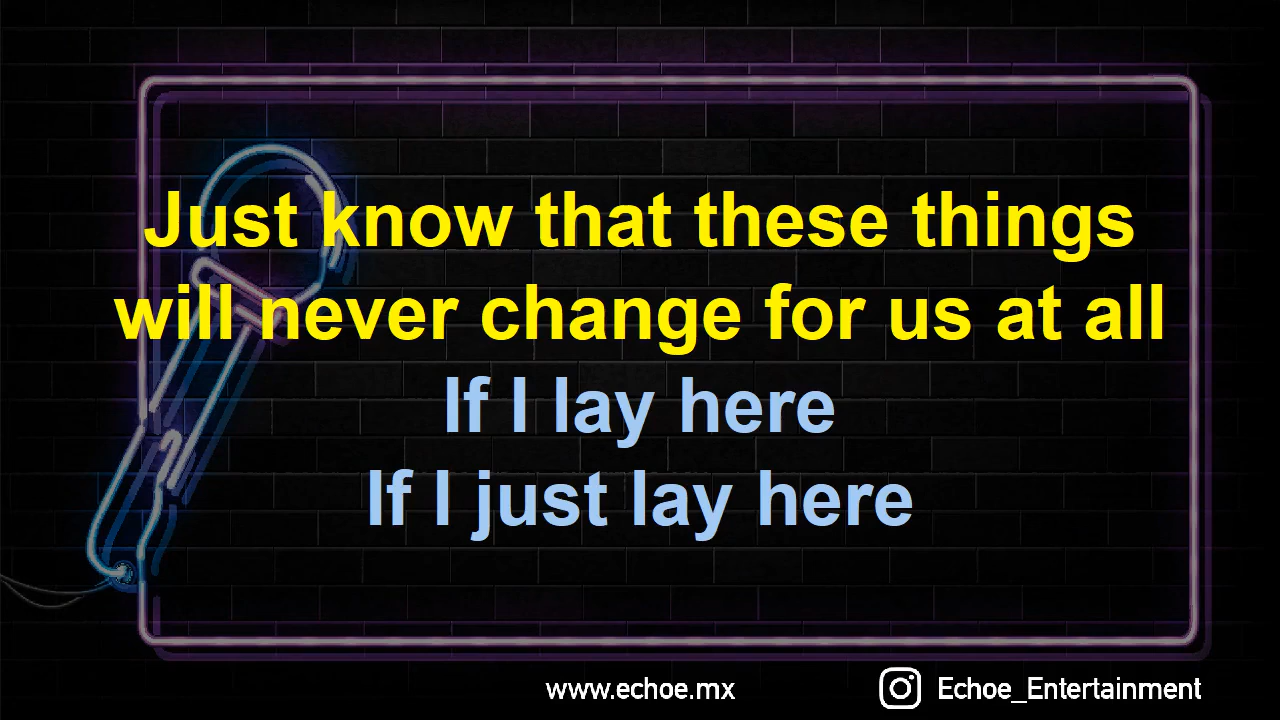 Just know that these things
will never change for us at all
If I lay here
If I just lay here
www.echoe.mx
Echoe_Entertainment